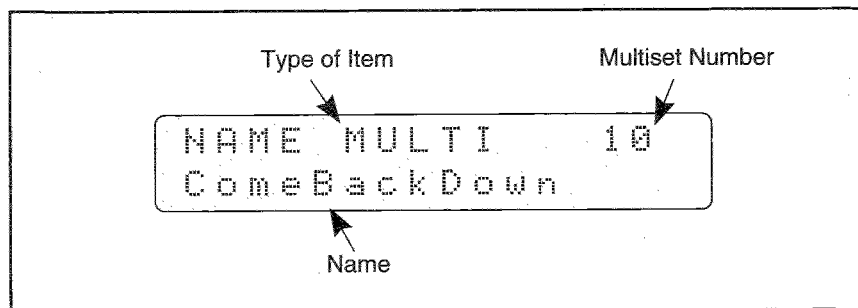 Type of Item Multiset Number
NAME MULTI 10
ComeBackDown
Name